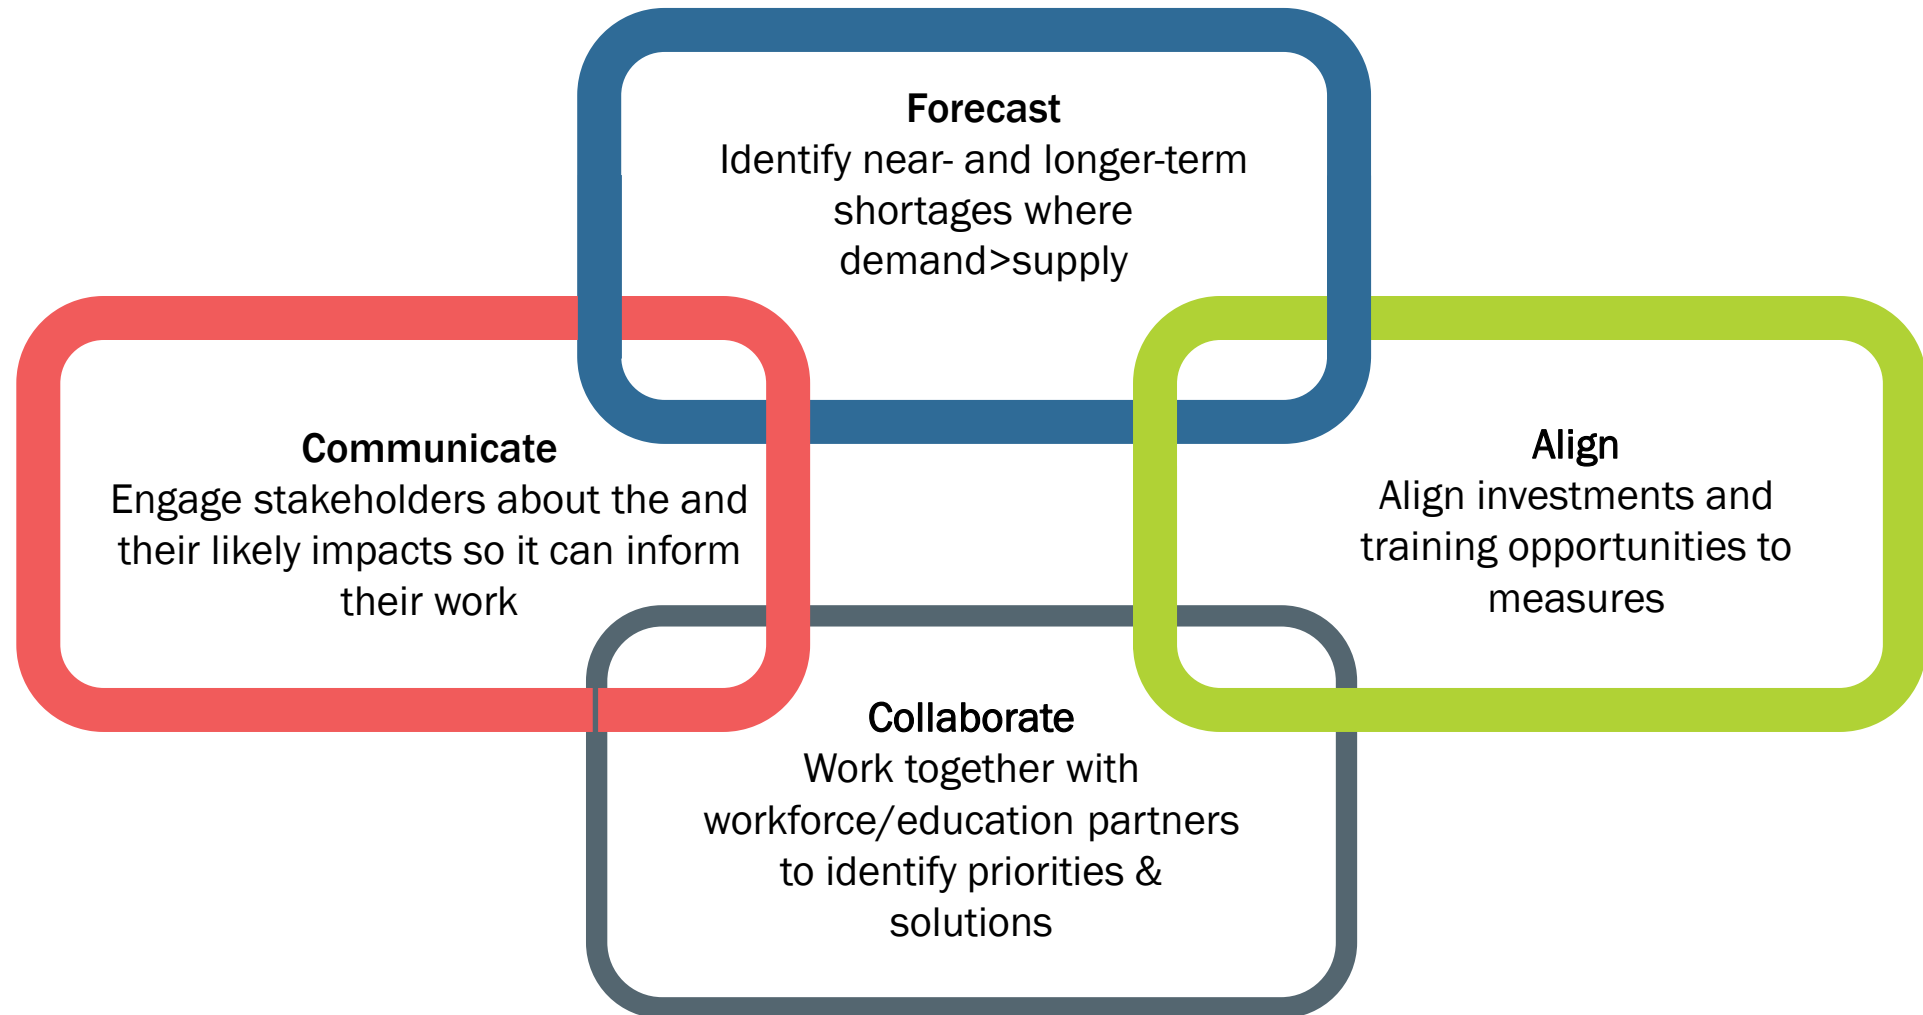 Forecast
Identify near- and longer-term
shortages where
demand>supply
Communicate
Engage stakeholders about the and
their likely impacts so it can inform
their work
Align
Align investments and
training opportunities to
measures
Collaborate
Work together with
workforce/education partners
to identify priorities &
solutions